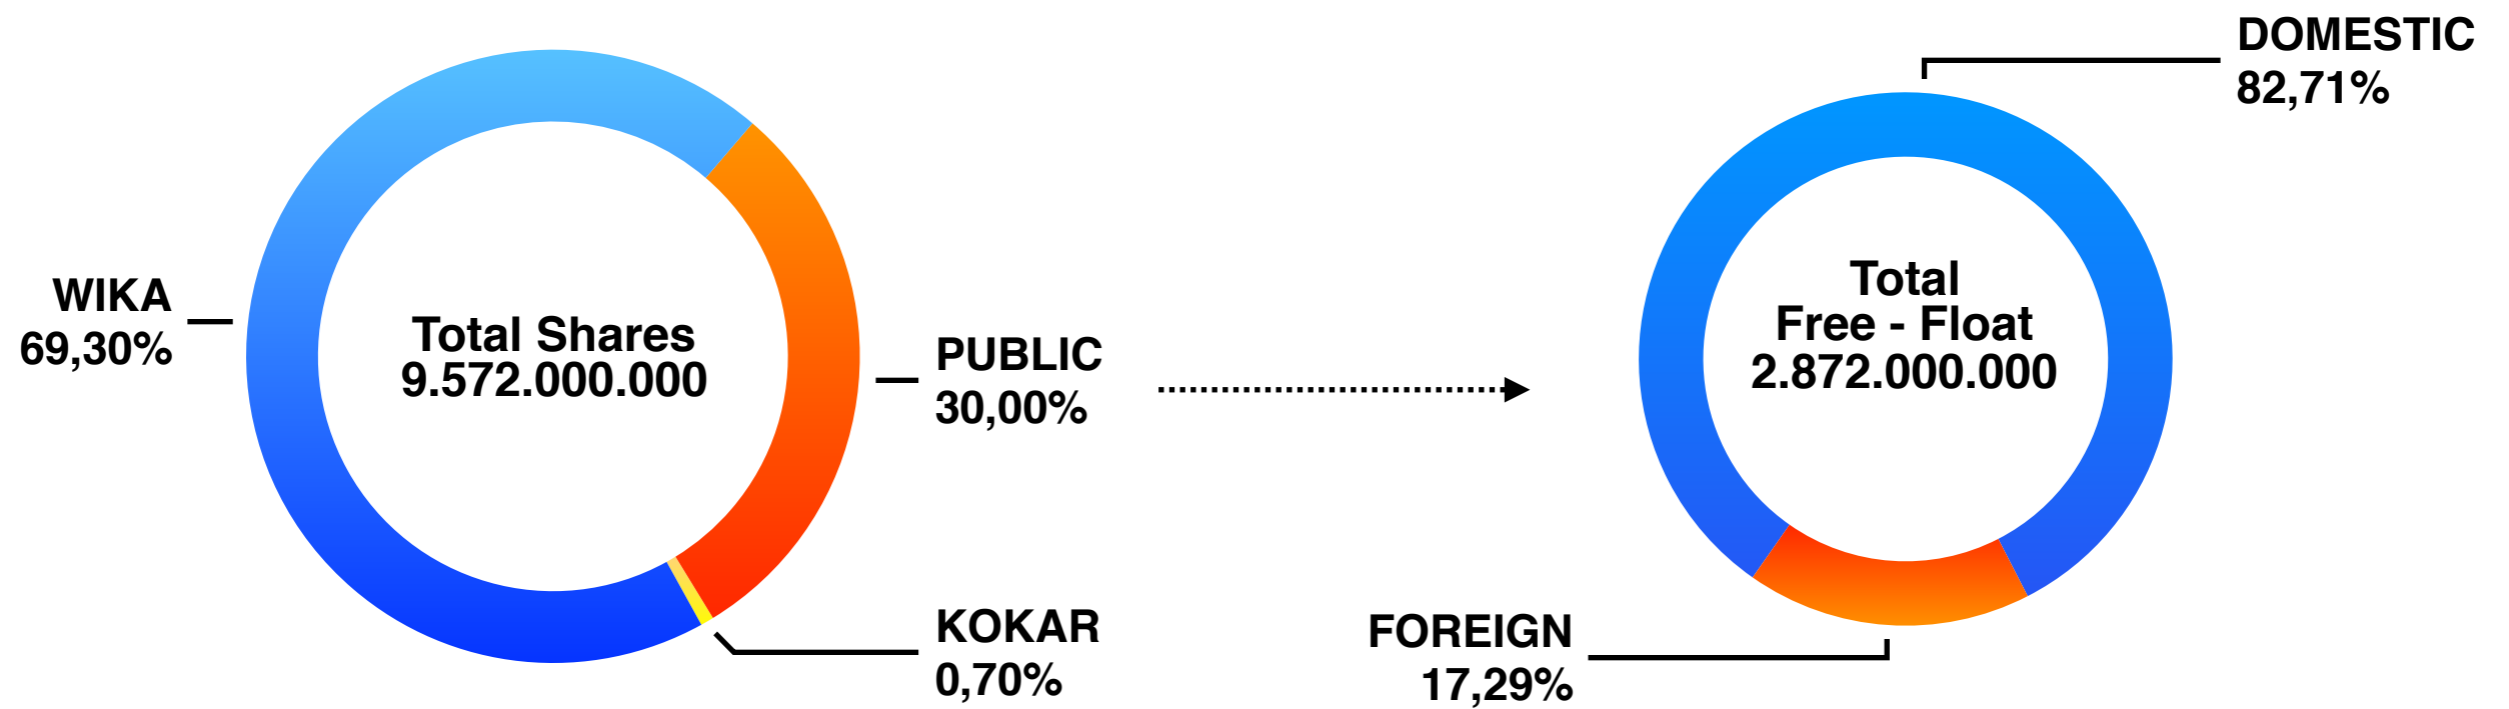 WIKA
69,30%
Total Shares
9.572.000.000
PUBLIC
30,00%
KOKAR
0,70%
DOMESTIC
82,71%
Total
Free - Float
2.872.000.000
FOREIGN
17,29%